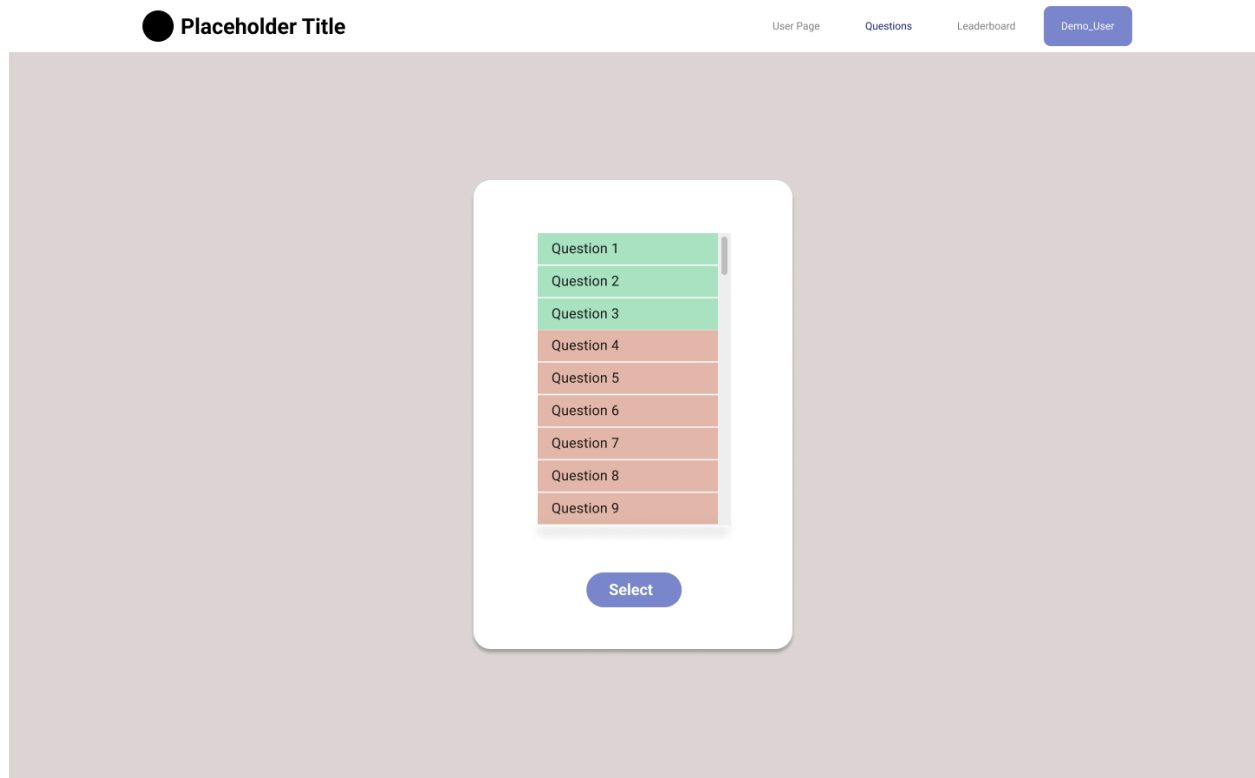 Placeholder Title
User Page
Questions
Leaderboard
Demo_User
Question 1
Question 2
Question 3
Question 4
Question 5
Question 6
Question 7
Question 8
Question 9
Select